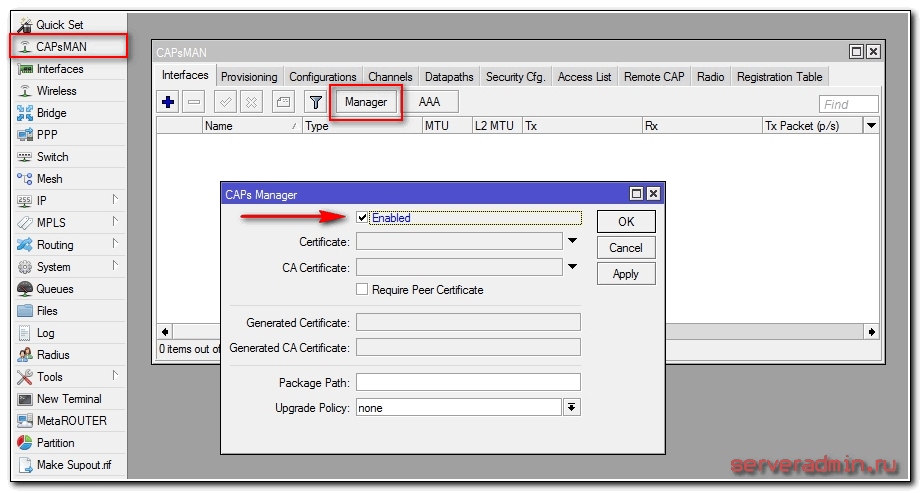 Quick Set
CAPsMAN
Interfaces
Wireless
Bridge
PPP
Switch
Mesh
IP
MPLS
Routing
System
Queues
Files
Log
Radius
Tools
New Terminal
MetaROUTER
Partition
Make Supout.rif
CAPsMAN
Interfaces Provisioning Configurations Channels Datapaths Security Cfg. Access List Remote CAP Radio Registration Table
Manager AAA Find
Name Type MTU L2 MTU Tx Rx Tx Packet (p/s)
0 items out of
CAPs Manager
Enabled
Certificate:
CA Certificate:
Require Peer Certificate
Generated Certificate:
Generated CA Certificate:
Package Path:
Upgrade Policy: none
OK
Cancel
Apply
serveradmin.ru